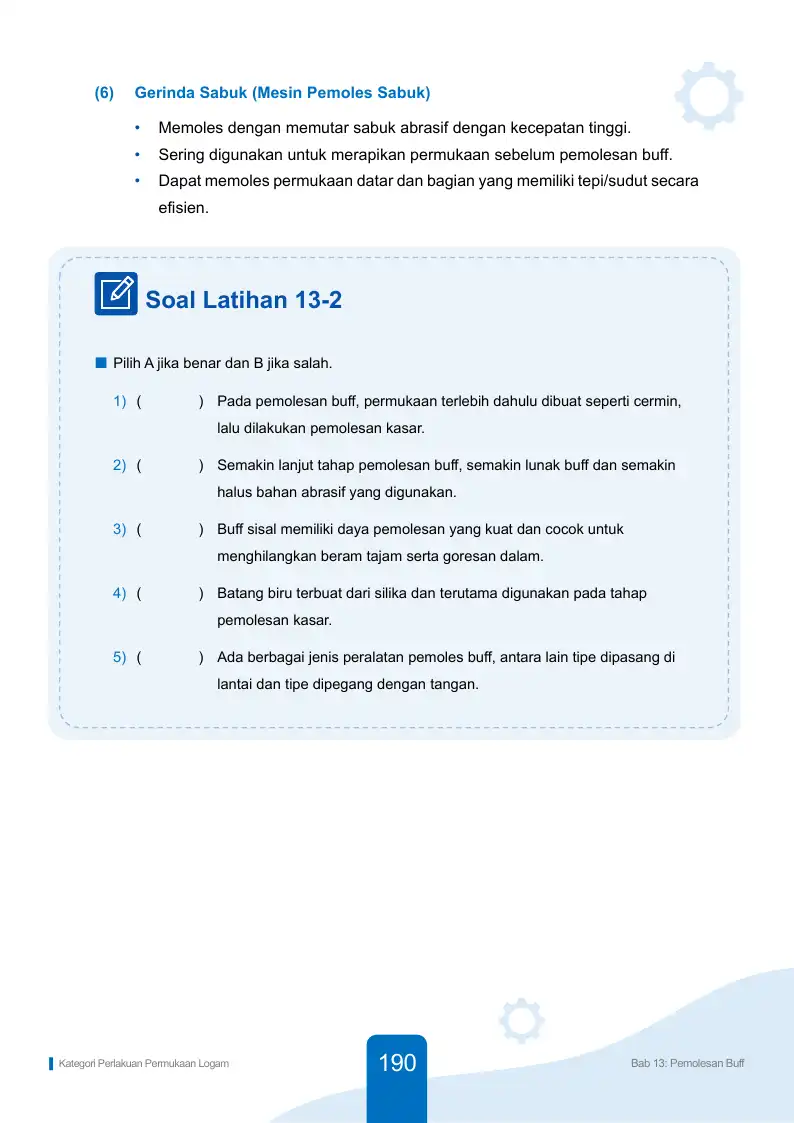 (6) Gerinda Sabuk (Mesin Pemoles Sabuk)
• Memoles dengan memutar sabuk abrasif dengan kecepatan tinggi.
• Sering digunakan untuk merapikan permukaan sebelum pemolesan buff.
• Dapat memoles permukaan datar dan bagian yang memiliki tepi/sudut secara
efisien.
Soal Latihan 13-2
■ Pilih A jika benar dan B jika salah.
1) ( ) Pada pemolesan buff, permukaan terlebih dahulu dibuat seperti cermin,
lalu dilakukan pemolesan kasar.
2) ( ) Semakin lanjut tahap pemolesan buff, semakin lunak buff dan semakin
halus bahan abrasif yang digunakan.
3) ( ) Buff sisal memiliki daya pemolesan yang kuat dan cocok untuk
menghilangkan beram tajam serta goresan dalam.
4) ( ) Batang biru terbuat dari silika dan terutama digunakan pada tahap
pemolesan kasar.
5) ( ) Ada berbagai jenis peralatan pemoles buff, antara lain tipe dipasang di
lantai dan tipe dipegang dengan tangan.
Kategori Perlakuan Permukaan Logam
190
Bab 13: Pemolesan Buff